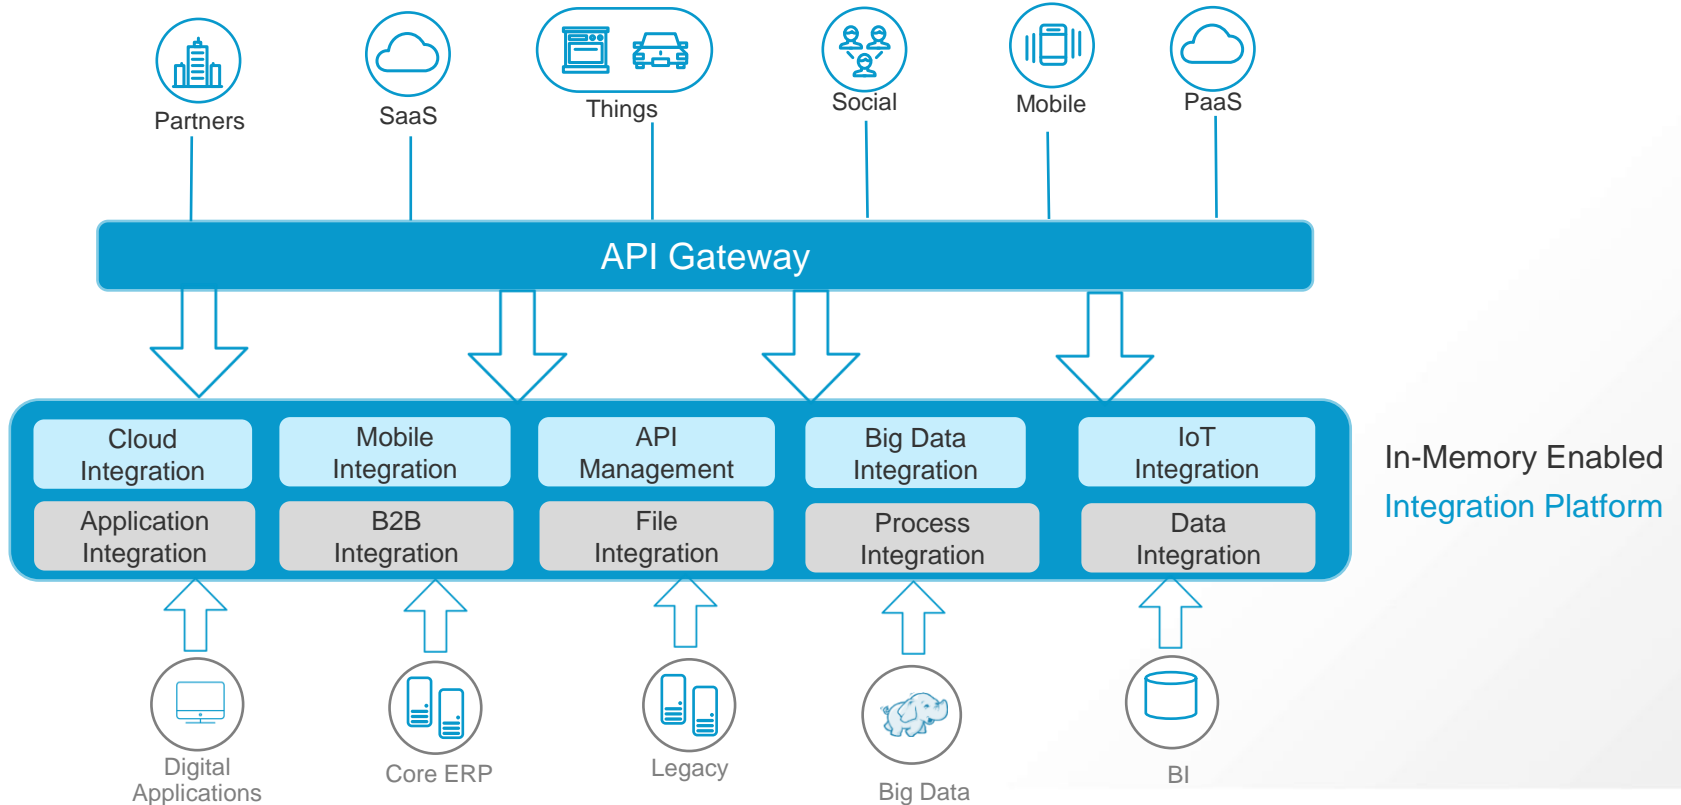 Partners
SaaS
Things
Social
Mobile
PaaS
API Gateway
Cloud
Integration
Mobile
Integration
API
Management
Big Data
Integration
IoT
Integration
Application
Integration
B2B
Integration
File
Integration
Process
Integration
Data
Integration
In-Memory Enabled
Integration Platform
Digital
Applications
Core ERP
Legacy
Big Data
BI